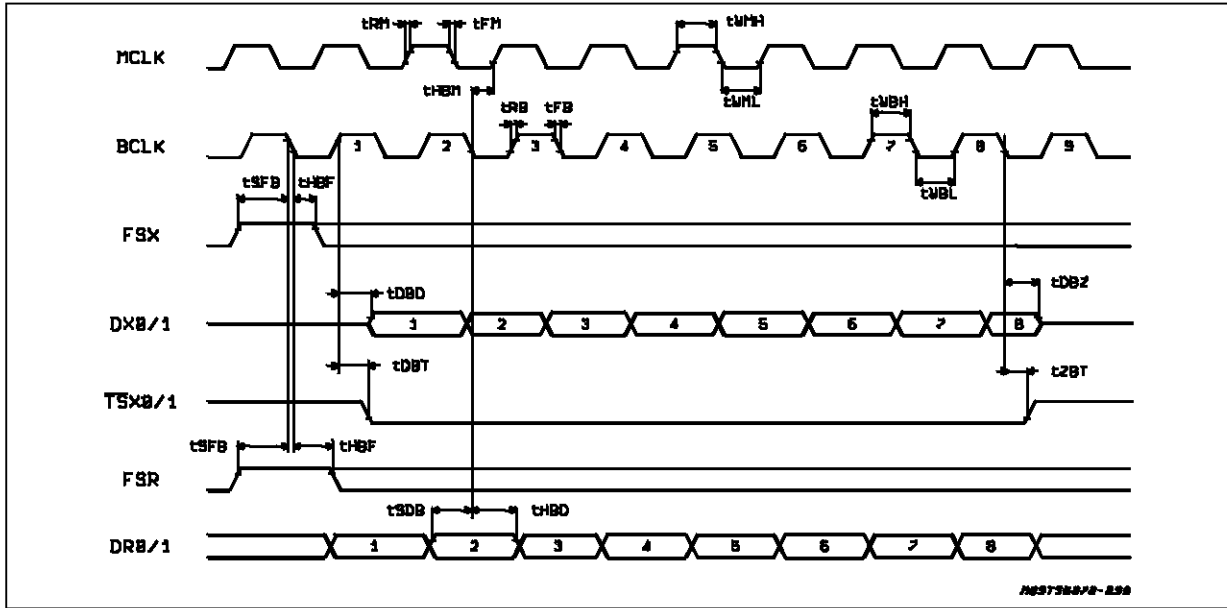 tRM tFM tWMH
MCLK
tHBM tWML
tRB tFB tWBH
BCLK 1 2 3 4 5 6 7 8 9
tSFB tHBF tWBL
FSX
tDBD tDBZ
DX0/1 1 2 3 4 5 6 7 8
tDBT tZBT
TSX0/1
tSFB tHBF
FSR
tSDB tHBD
DR0/1 1 2 3 4 5 6 7 8